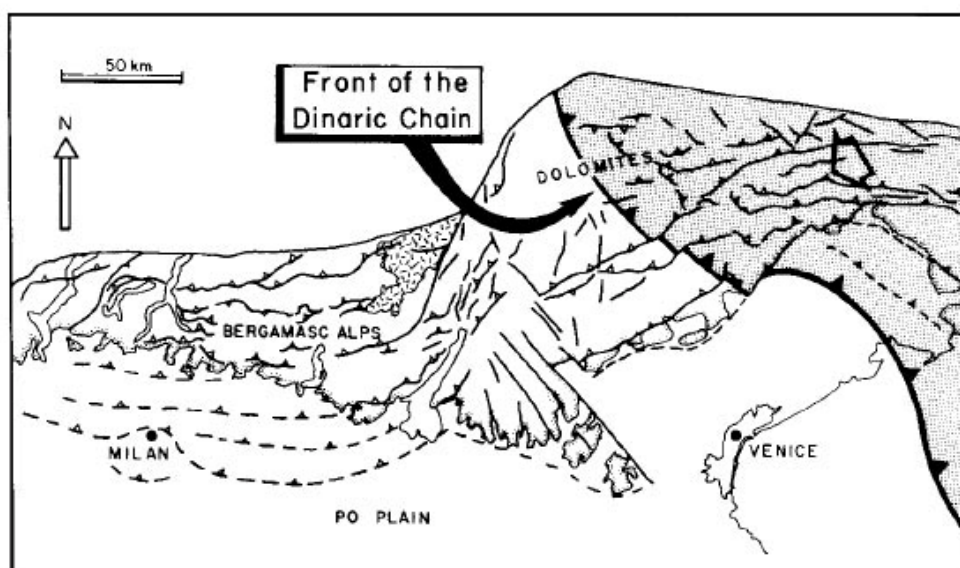 50 km
Front of the
Dinaric Chain
N
DOLOMITES
BERGAMASC ALPS
MILAN
VENICE
PO PLAIN